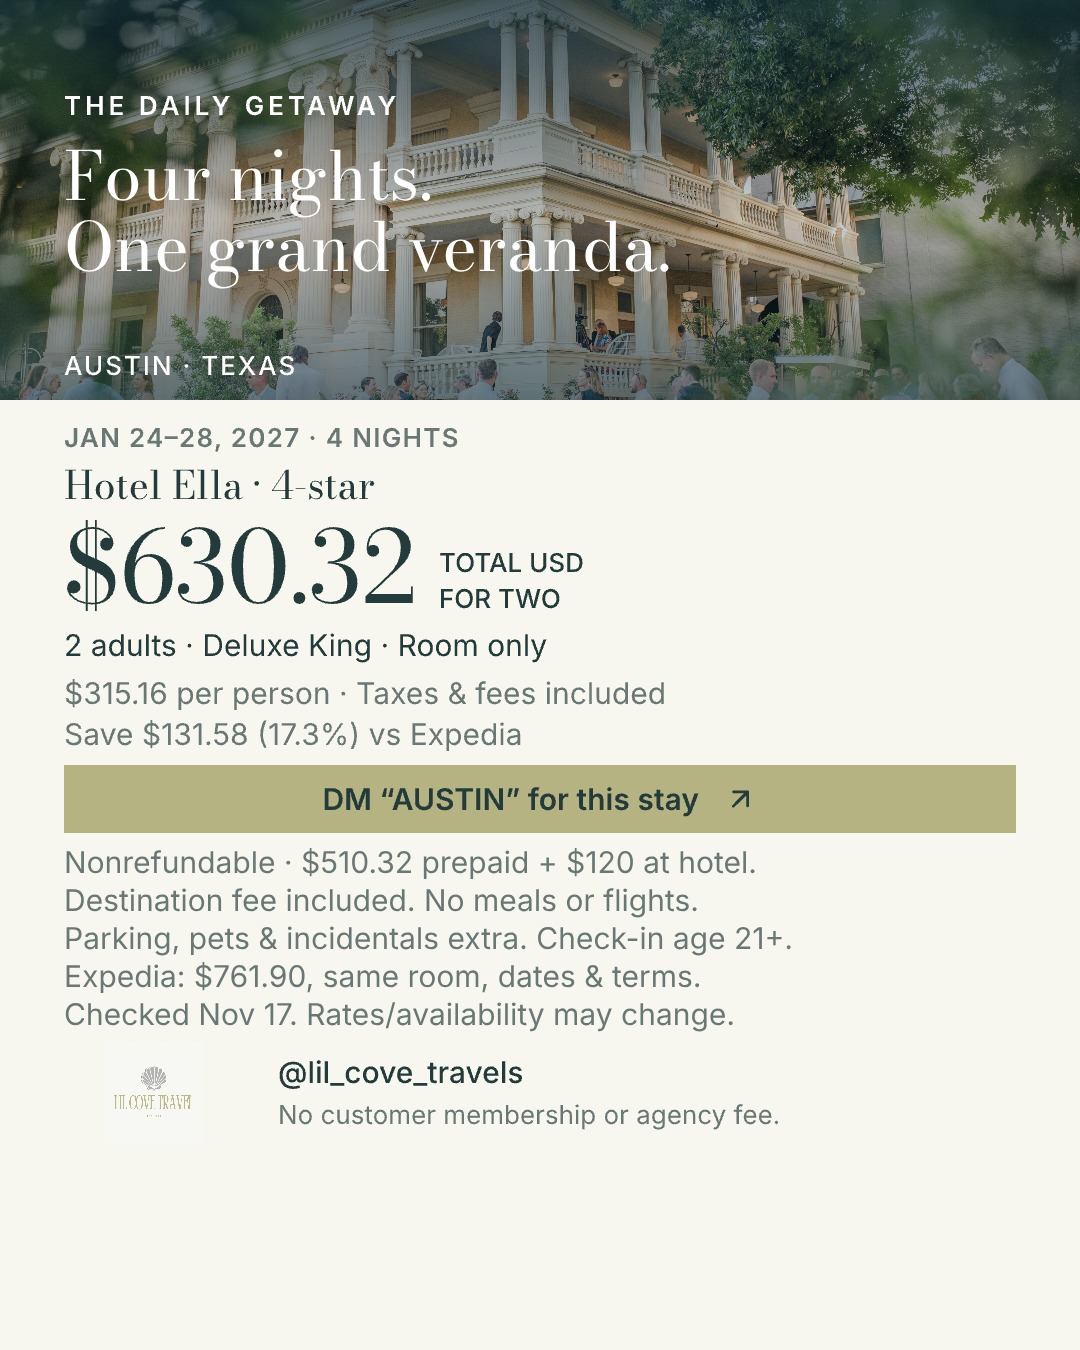 THE DAILY GETAWAY
Four nights.
One grand veranda.
AUSTIN · TEXAS
JAN 24–28, 2027 · 4 NIGHTS
Hotel Ella · 4-star
$630.32
TOTAL USD
FOR TWO
2 adults · Deluxe King · Room only
$315.16 per person · Taxes & fees included
Save $131.58 (17.3%) vs Expedia
DM “AUSTIN” for this stay ↗
Nonrefundable · $510.32 prepaid + $120 at hotel.
Destination fee included. No meals or flights.
Parking, pets & incidentals extra. Check-in age 21+.
Expedia: $761.90, same room, dates & terms.
Checked Nov 17. Rates/availability may change.
LIL COVE TRAVEL
@lil_cove_travels
No customer membership or agency fee.